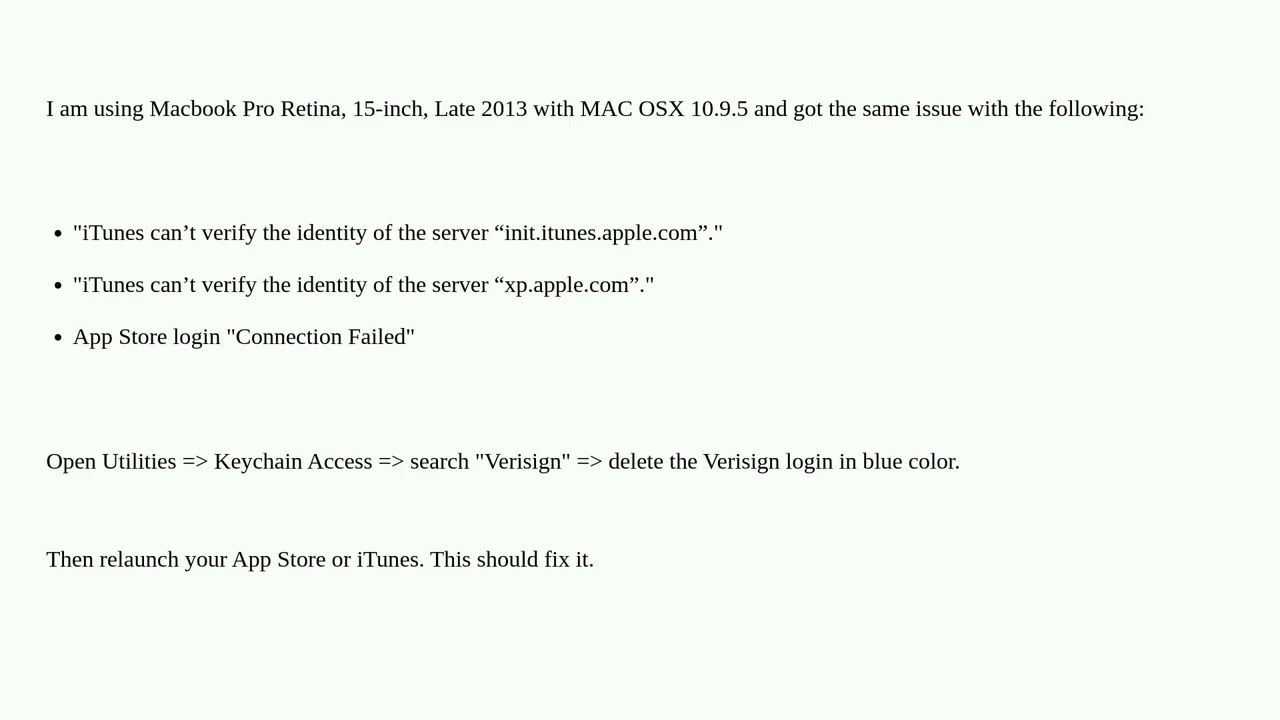 I am using Macbook Pro Retina, 15-inch, Late 2013 with MAC OSX 10.9.5 and got the same issue with the following:
• "iTunes can’t verify the identity of the server “init.itunes.apple.com”."
• "iTunes can’t verify the identity of the server “xp.apple.com”."
• App Store login "Connection Failed"
Open Utilities => Keychain Access => search "Verisign" => delete the Verisign login in blue color.
Then relaunch your App Store or iTunes. This should fix it.